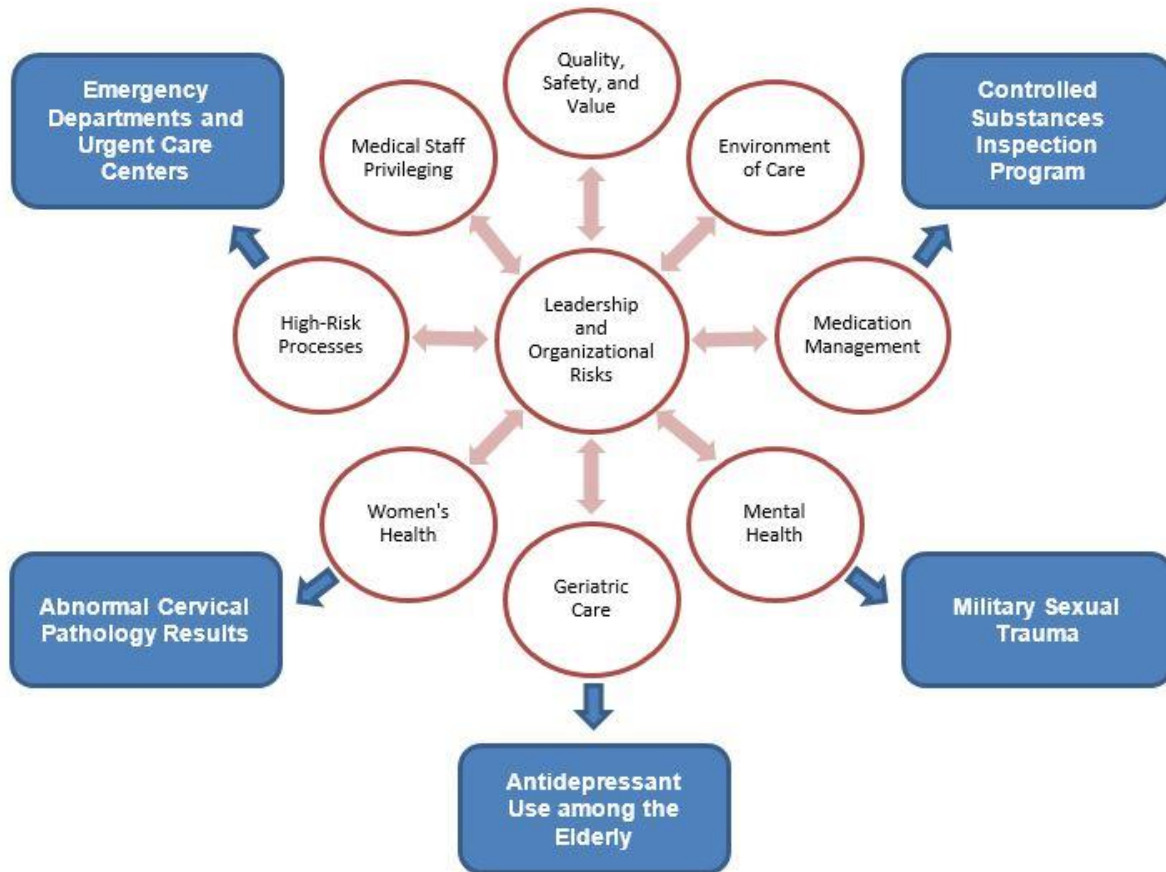 Quality,
Safety, and
Value
Emergency
Departments and
Urgent Care
Centers
Controlled
Substances
Inspection
Program
Medical Staff
Privileging
Environment
of Care
High-Risk
Processes
Leadership
and
Organizational
Risks
Medication
Management
Women's
Health
Mental
Health
Geriatric
Care
Abnormal Cervical
Pathology Results
Military Sexual
Trauma
Antidepressant
Use among the
Elderly